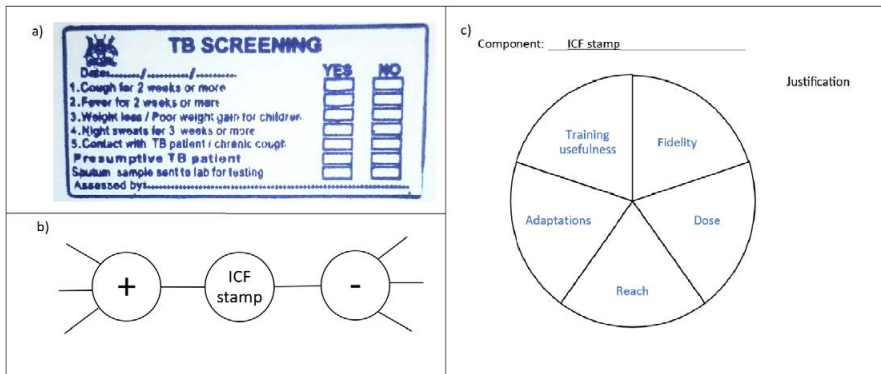 a)
TB SCREENING
Date:......../........./..........
YES NO
1.Cough for 2 weeks or more
2.Fever for 2 weeks or more
3.Weight loss / Poor weight gain for children
4.Night sweats for 3 weeks or more
5.Contact with TB patient / chronic cough
Presumptive TB patient
Sputum sample sent to lab for testing
Assessed by:..........................................................
b)
+
ICF
stamp
-
c)
Component: ICF stamp
Justification
Training
usefulness
Fidelity
Adaptations
Dose
Reach